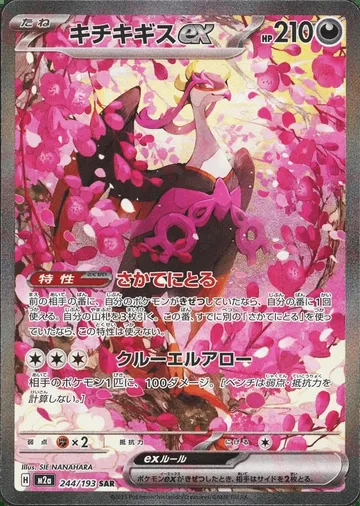 たね
キチキギスex HP210
特性 さかてにとる
前の相手の番に、自分のポケモンがきぜつしていたなら、自分の番に1回
使える。自分の山札を3枚引く。この番、すでに別の「さかてにとる」を使っ
ていたなら、この特性は使えない。
クルーエルアロー
相手のポケモン1匹に、100ダメージ。[ベンチは弱点・抵抗力を
計算しない。]
弱点 ×2 抵抗力 にげる
Illus. SIE NANAHARA
exルール
ポケモンexがきぜつしたとき、相手はサイドを2枚とる。
H M2a 244/193 SAR
©2025 Pokémon/Nintendo/Creatures/GAME FREAK